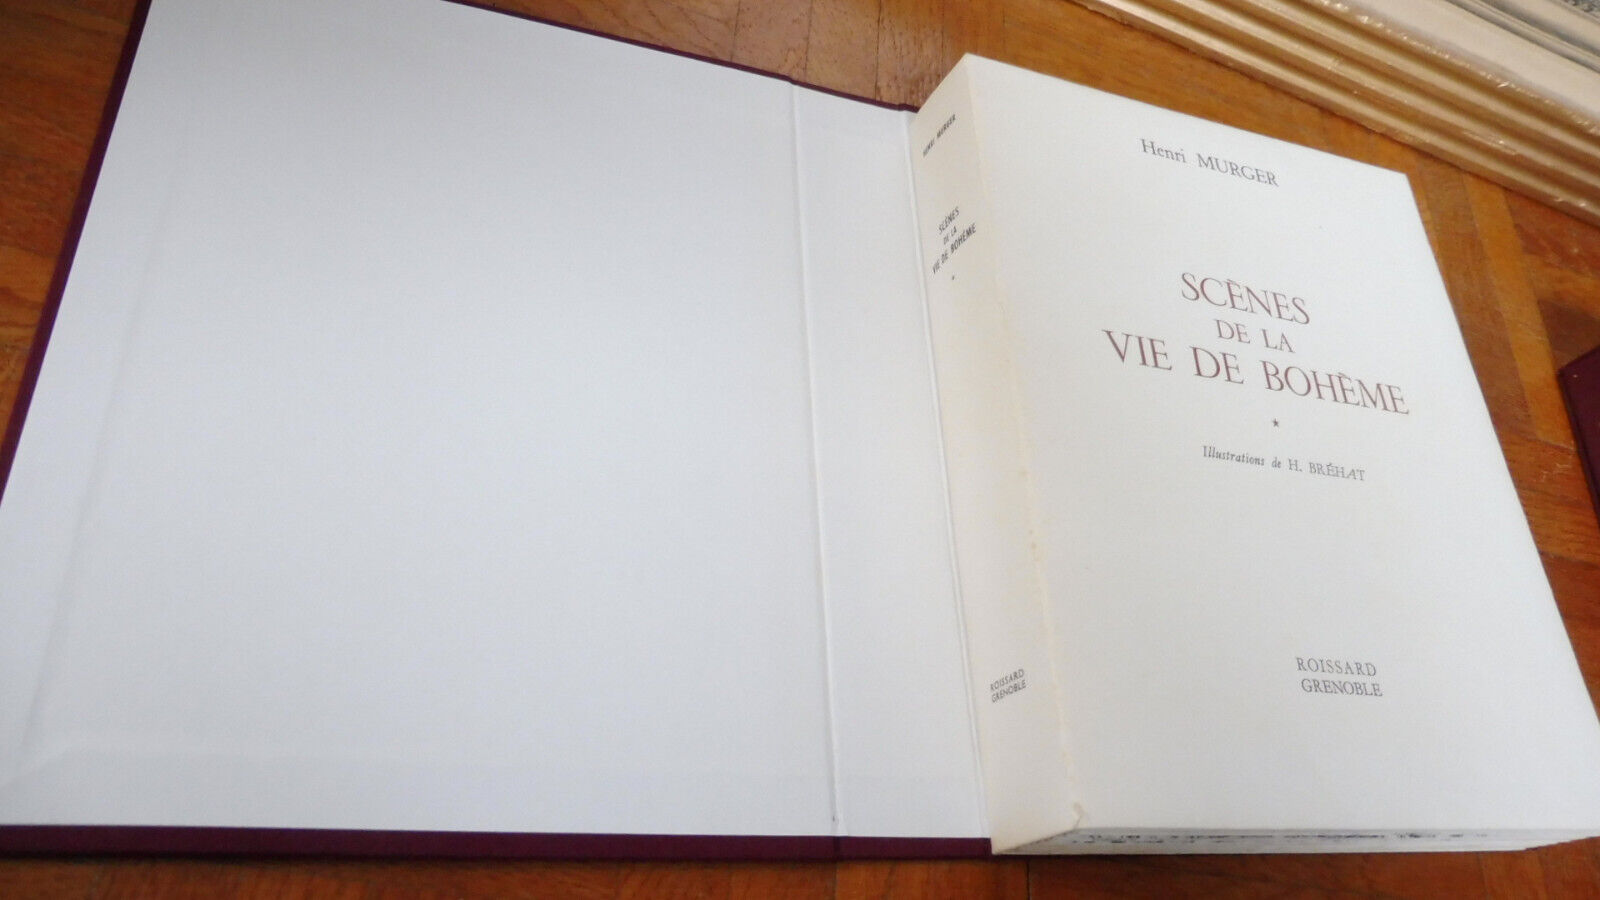 HENRI MURGER
SCÈNES
DE LA
VIE DE BOHÈME
*
ROISSARD
GRENOBLE
Henri MURGER
SCÈNES
DE LA
VIE DE BOHÈME
★
Illustrations de H. BRÉHAT
ROISSARD
GRENOBLE